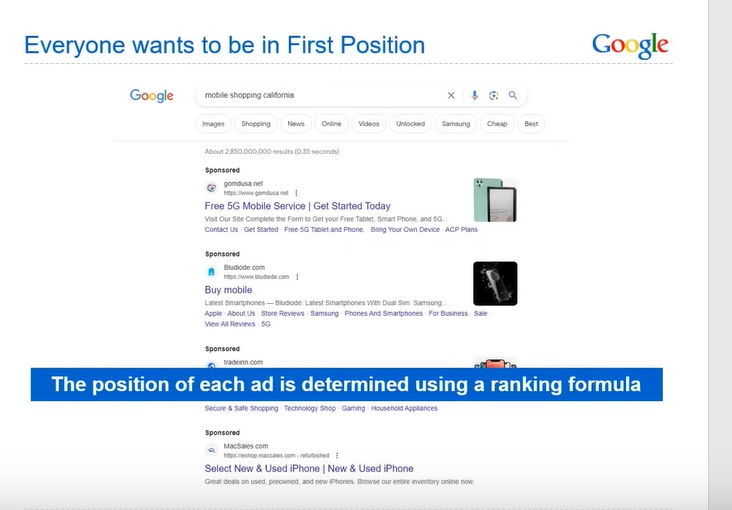 Everyone wants to be in First Position
Google
Google
mobile shopping california
Images Shopping News Online Videos Unlocked Samsung Cheap Best
About 2,850,000,000 results (0.35 seconds)
Sponsored
gomdusa.net
https://www.gomdusa.net
Free 5G Mobile Service | Get Started Today
Visit Our Site Complete the Form to Get your Free Tablet, Smart Phone, and 5G...
Contact Us · Get Started · Free 5G Tablet and Phone. · Bring Your Own Device · ACP Plans
Sponsored
Bludiode.com
https://www.bludiode.com
Buy mobile
Latest Smartphones — Bludiode: Latest Smartphones With Dual Sim: Samsung...
Apple · About Us · Store Reviews · Samsung · Phones And Smartphones · For Business · Sale
View All Reviews · 5G
Sponsored
tradeinn.com
The position of each ad is determined using a ranking formula
Secure & Safe Shopping · Technology Shop · Gaming · Household Appliances
Sponsored
MacSales.com
https://eshop.macsales.com › refurbished
Select New & Used iPhone | New & Used iPhone
Great deals on used, preowned, and new iPhones. Browse our entire inventory online now.